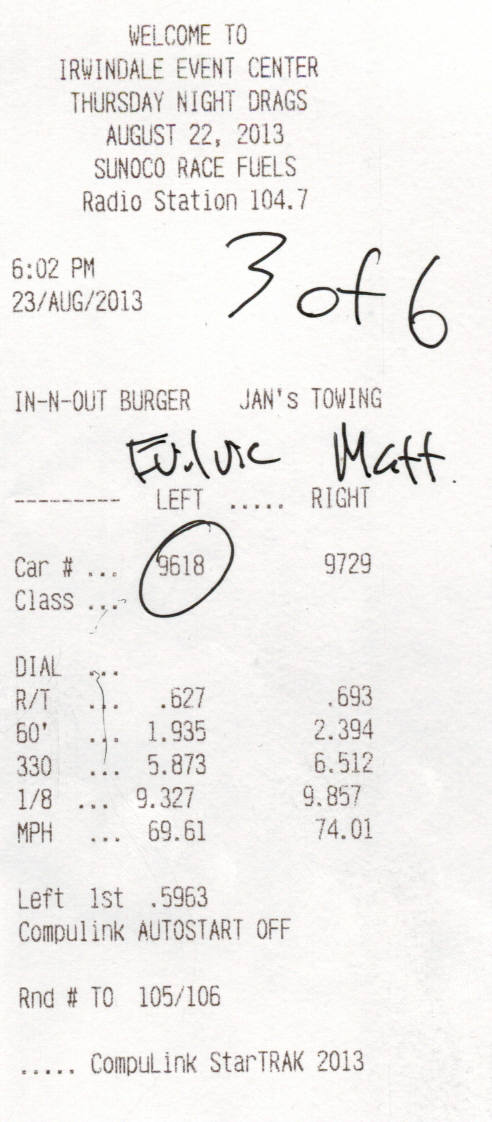 WELCOME TO
IRWINDALE EVENT CENTER
THURSDAY NIGHT DRAGS
AUGUST 22, 2013
SUNOCO RACE FUELS
Radio Station 104.7
6:02 PM
23/AUG/2013
3 of 6
IN-N-OUT BURGER JAN's TOWING
Matt
--------- LEFT ..... RIGHT
Car # ... 9618 9729
Class ...
DIAL ...
R/T ... .627 .693
60' ... 1.935 2.394
330 ... 5.873 6.512
1/8 ... 9.327 9.857
MPH ... 69.61 74.01
Left 1st .5963
Compulink AUTOSTART OFF
Rnd # TO 105/106
..... CompuLink StarTRAK 2013